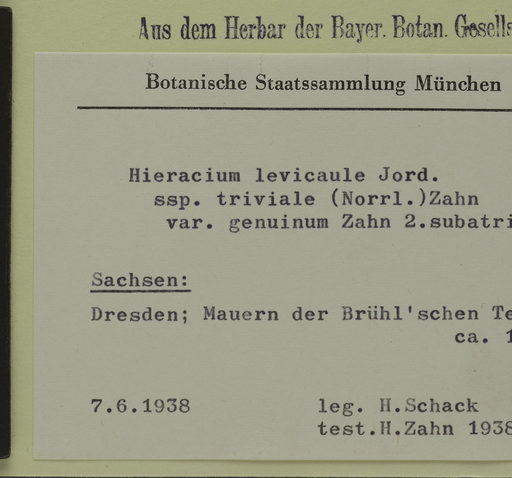 Aus dem Herbar der Bayer. Botan. Gesells
Botanische Staatssammlung München
Hieracium levicaule Jord.
ssp. triviale (Norrl.)Zahn
var. genuinum Zahn 2.subatri
Sachsen:
Dresden; Mauern der Brühl'schen Te
ca. 1
7.6.1938 leg. H.Schack
test.H.Zahn 1938